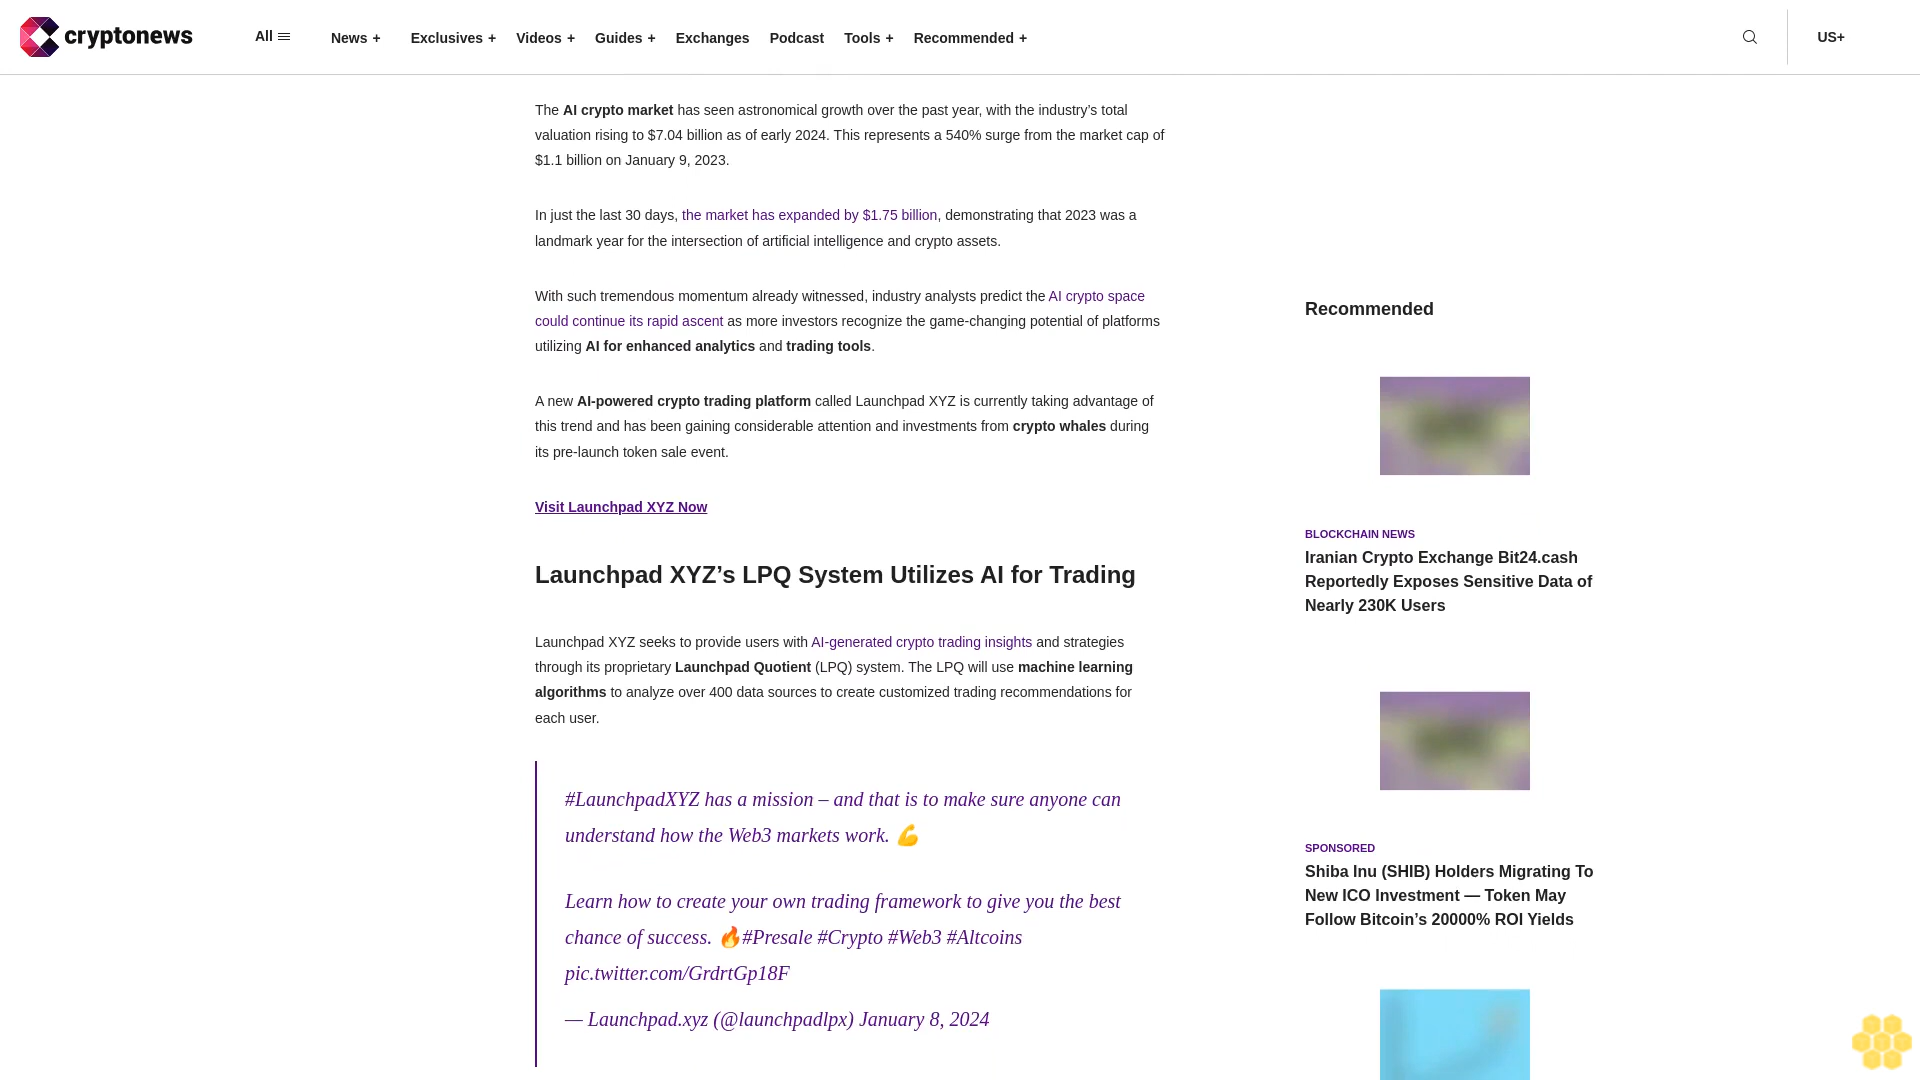 cryptonews
All
News +
Exclusives +
Videos +
Guides +
Exchanges
Podcast
Tools +
Recommended +
US+
The AI crypto market has seen astronomical growth over the past year, with the industry’s total
valuation rising to $7.04 billion as of early 2024. This represents a 540% surge from the market cap of
$1.1 billion on January 9, 2023.
In just the last 30 days, the market has expanded by $1.75 billion, demonstrating that 2023 was a
landmark year for the intersection of artificial intelligence and crypto assets.
With such tremendous momentum already witnessed, industry analysts predict the AI crypto space
could continue its rapid ascent as more investors recognize the game-changing potential of platforms
utilizing AI for enhanced analytics and trading tools.
A new AI-powered crypto trading platform called Launchpad XYZ is currently taking advantage of
this trend and has been gaining considerable attention and investments from crypto whales during
its pre-launch token sale event.
Visit Launchpad XYZ Now
Launchpad XYZ’s LPQ System Utilizes AI for Trading
Launchpad XYZ seeks to provide users with AI-generated crypto trading insights and strategies
through its proprietary Launchpad Quotient (LPQ) system. The LPQ will use machine learning
algorithms to analyze over 400 data sources to create customized trading recommendations for
each user.
#LaunchpadXYZ has a mission – and that is to make sure anyone can
understand how the Web3 markets work. 💪
Learn how to create your own trading framework to give you the best
chance of success. 🔥#Presale #Crypto #Web3 #Altcoins
pic.twitter.com/GrdrtGp18F
— Launchpad.xyz (@launchpadlpx) January 8, 2024
Recommended
BLOCKCHAIN NEWS
Iranian Crypto Exchange Bit24.cash
Reportedly Exposes Sensitive Data of
Nearly 230K Users
SPONSORED
Shiba Inu (SHIB) Holders Migrating To
New ICO Investment — Token May
Follow Bitcoin’s 20000% ROI Yields